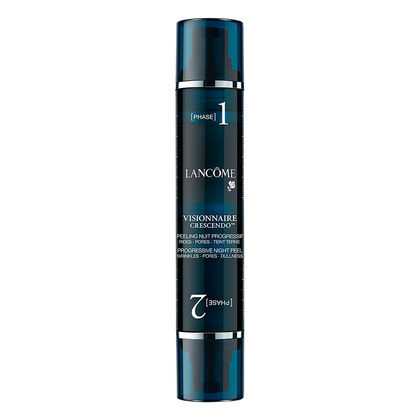 [PHASE] 1
LANCÔME
VISIONNAIRE
CRESCENDO™
PEELING NUIT PROGRESSIF
RIDES - PORES - TEINT TERNE
PROGRESSIVE NIGHT PEEL
WRINKLES - PORES - DULLNESS
[PHASE] 2